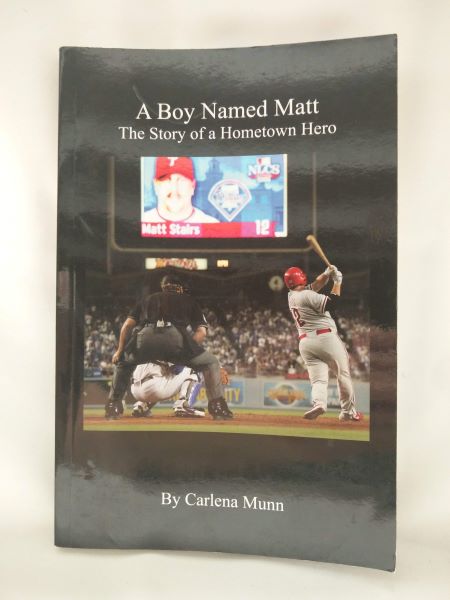 A Boy Named Matt
The Story of a Hometown Hero
NLCS
Matt Stairs 12
By Carlena Munn